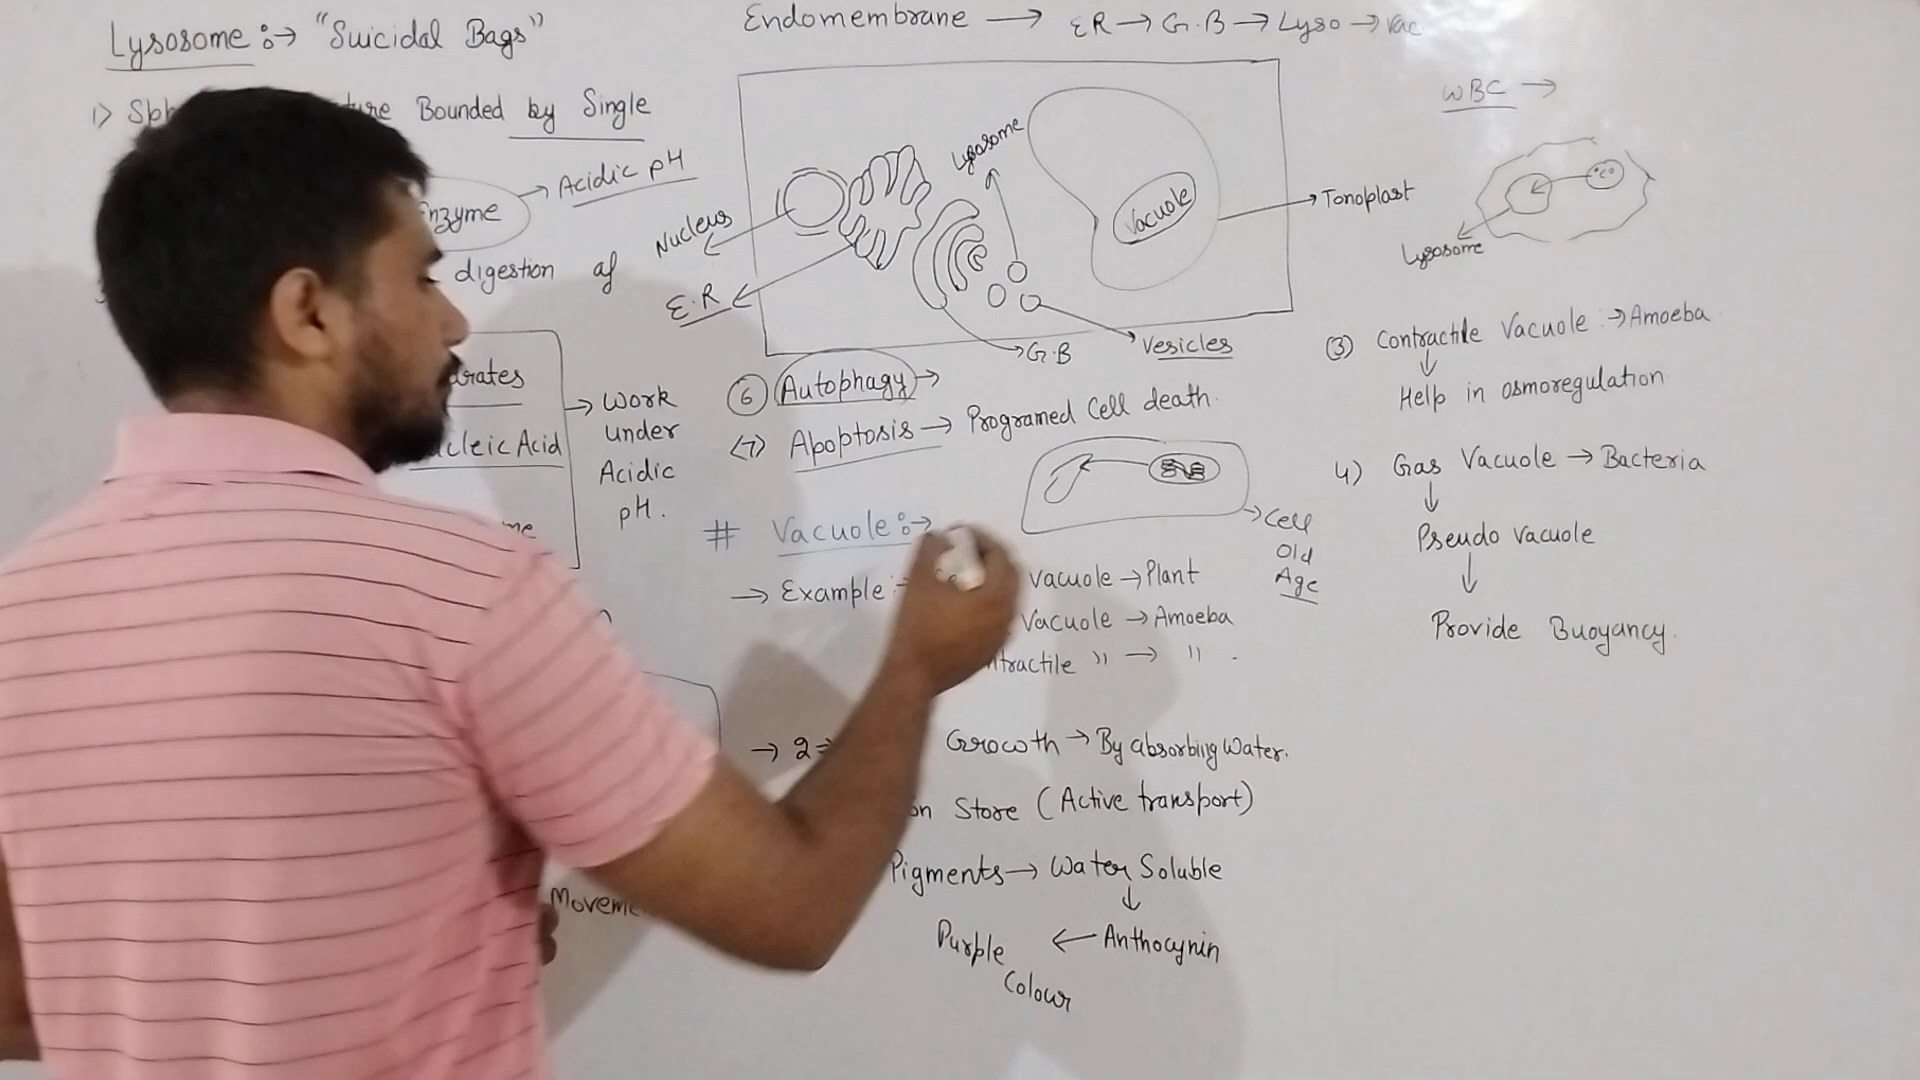 Lysosome :→ "Suicidal Bags"
1) Sph ture Bounded by Single
nzyme → Acidic pH
digestion of
drates
cleic Acid
me
→ Work
under
Acidic
pH.
Movem
Endomembrane → ER → G.B → Lyso → Vac
Nucleus
E.R
Lysosome
Vacuole
→ Tonoplast
→ G.B
Vesicles
6 Autophagy →
(7) Apoptosis → Programed Cell death.
→ Cell
Old
Age
# Vacuole :→
→ Example :→ vacuole → Plant
Vacuole → Amoeba
ntractile " → " .
→ 2 ⇒ Growth → By absorbing Water.
on Store (Active transport)
Pigments → Water Soluble
↓
Purple ← Anthocynin
Colour
WBC →
Lysosome
(3) Contractile Vacuole :→ Amoeba
↓
Help in osmoregulation
4) Gas Vacuole → Bacteria
↓
Pseudo vacuole
↓
Provide Buoyancy.